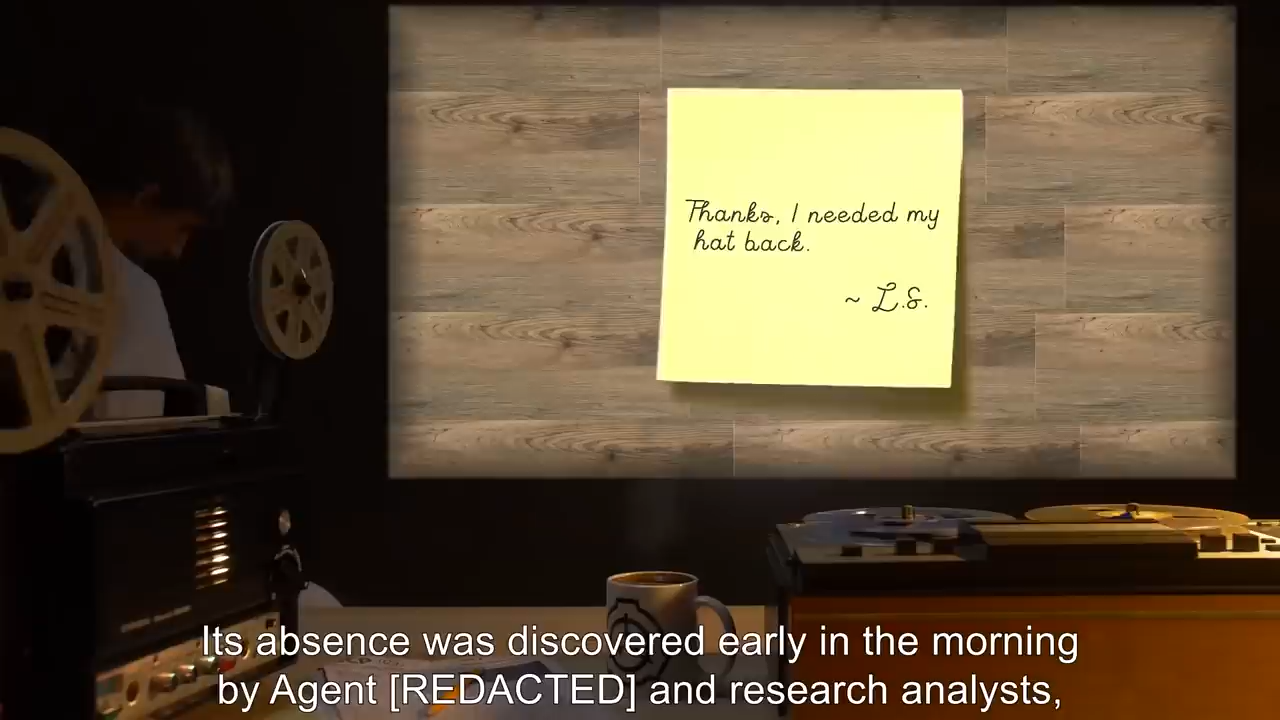 Thanks, I needed my
hat back.
~ L.S.
Its absence was discovered early in the morning
by Agent [REDACTED] and research analysts,